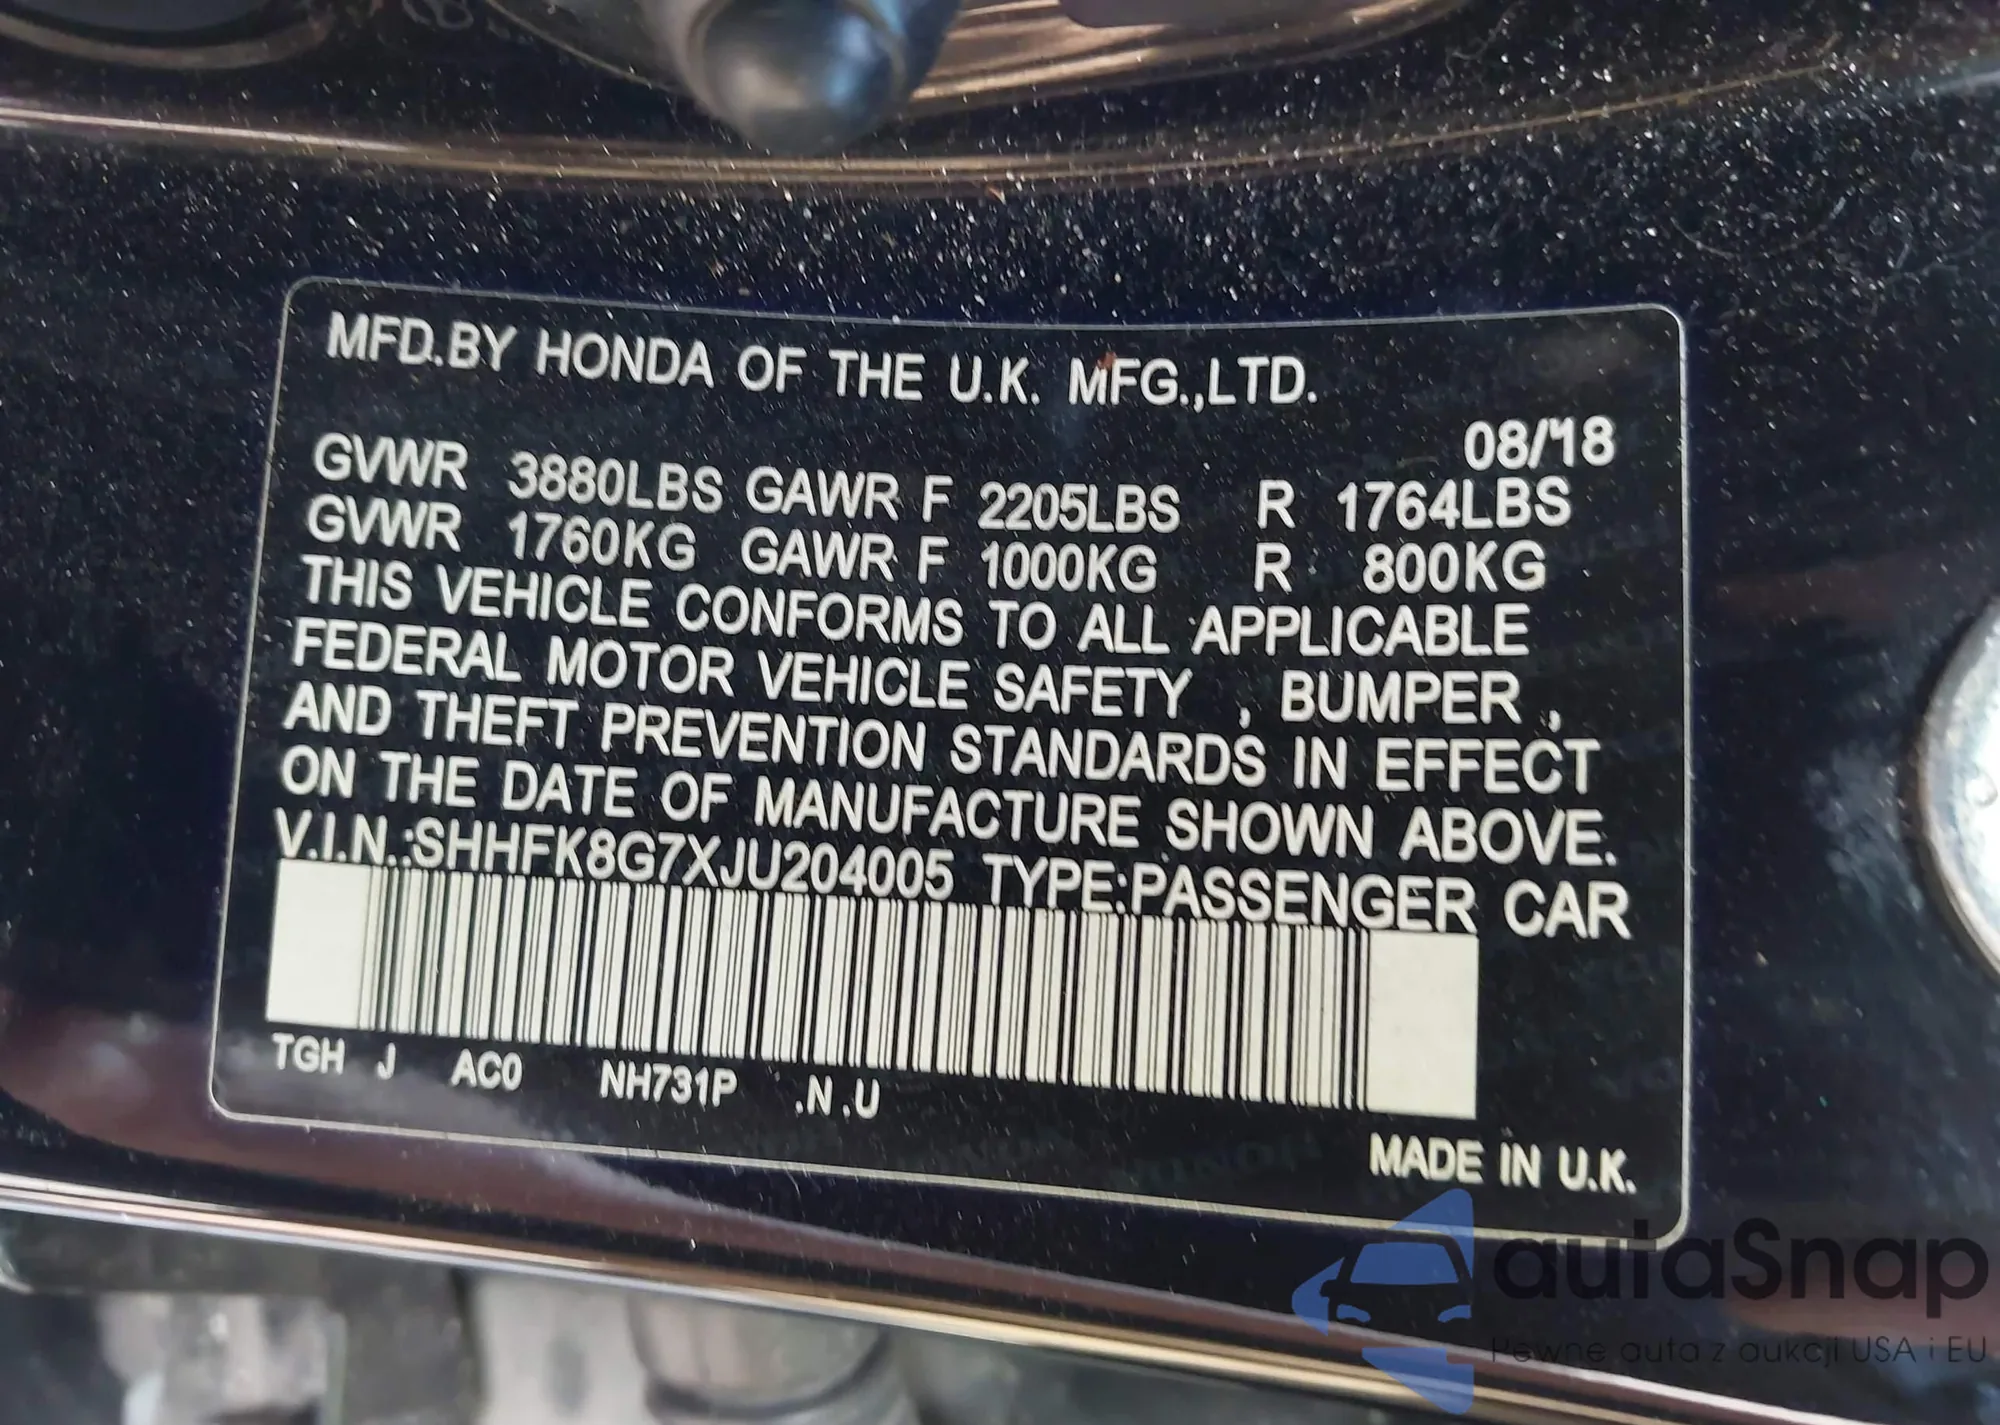 MFD.BY HONDA OF THE U.K. MFG.,LTD.
08/18
GVWR 3880LBS GAWR F 2205LBS R 1764LBS
GVWR 1760KG GAWR F 1000KG R 800KG
THIS VEHICLE CONFORMS TO ALL APPLICABLE
FEDERAL MOTOR VEHICLE SAFETY , BUMPER ,
AND THEFT PREVENTION STANDARDS IN EFFECT
ON THE DATE OF MANUFACTURE SHOWN ABOVE.
V.I.N.:SHHFK8G7XJU204005 TYPE:PASSENGER CAR
TGH J AC0 NH731P .N .U
MADE IN U.K.
autaSnap
Pewne auta z aukcji USA i EU